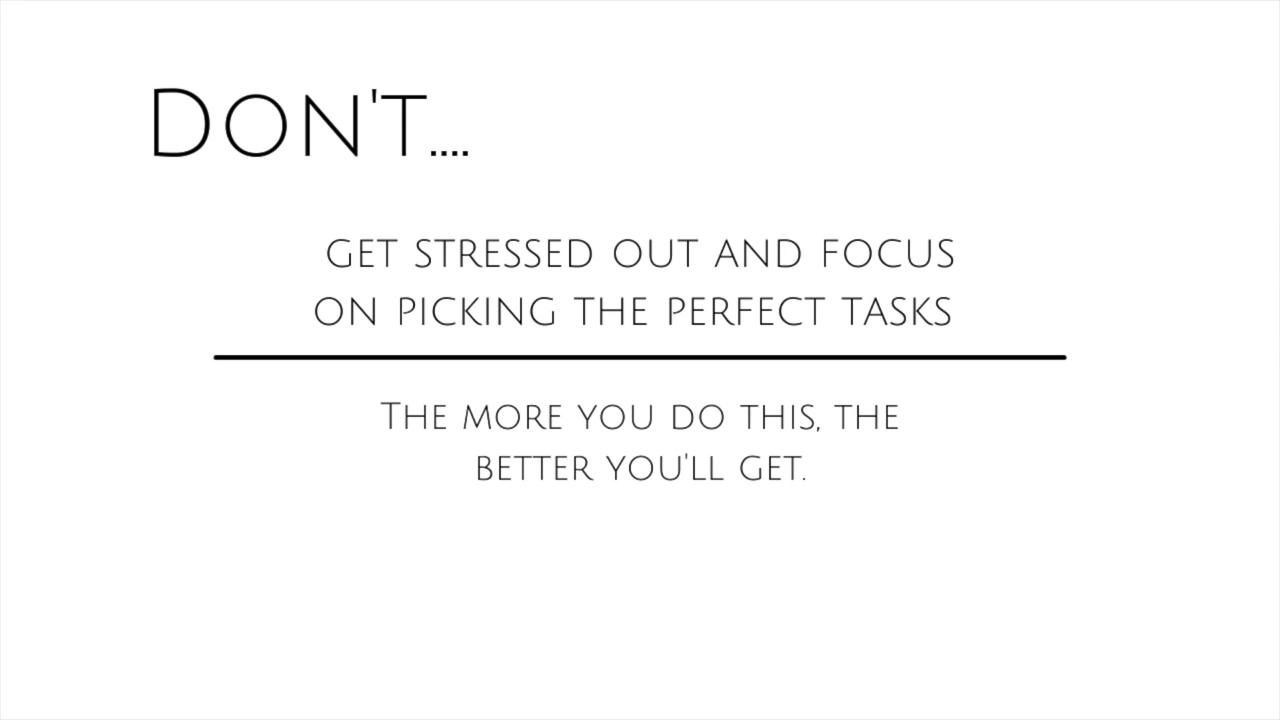 DON'T....
GET STRESSED OUT AND FOCUS
ON PICKING THE PERFECT TASKS
THE MORE YOU DO THIS, THE
BETTER YOU'LL GET.